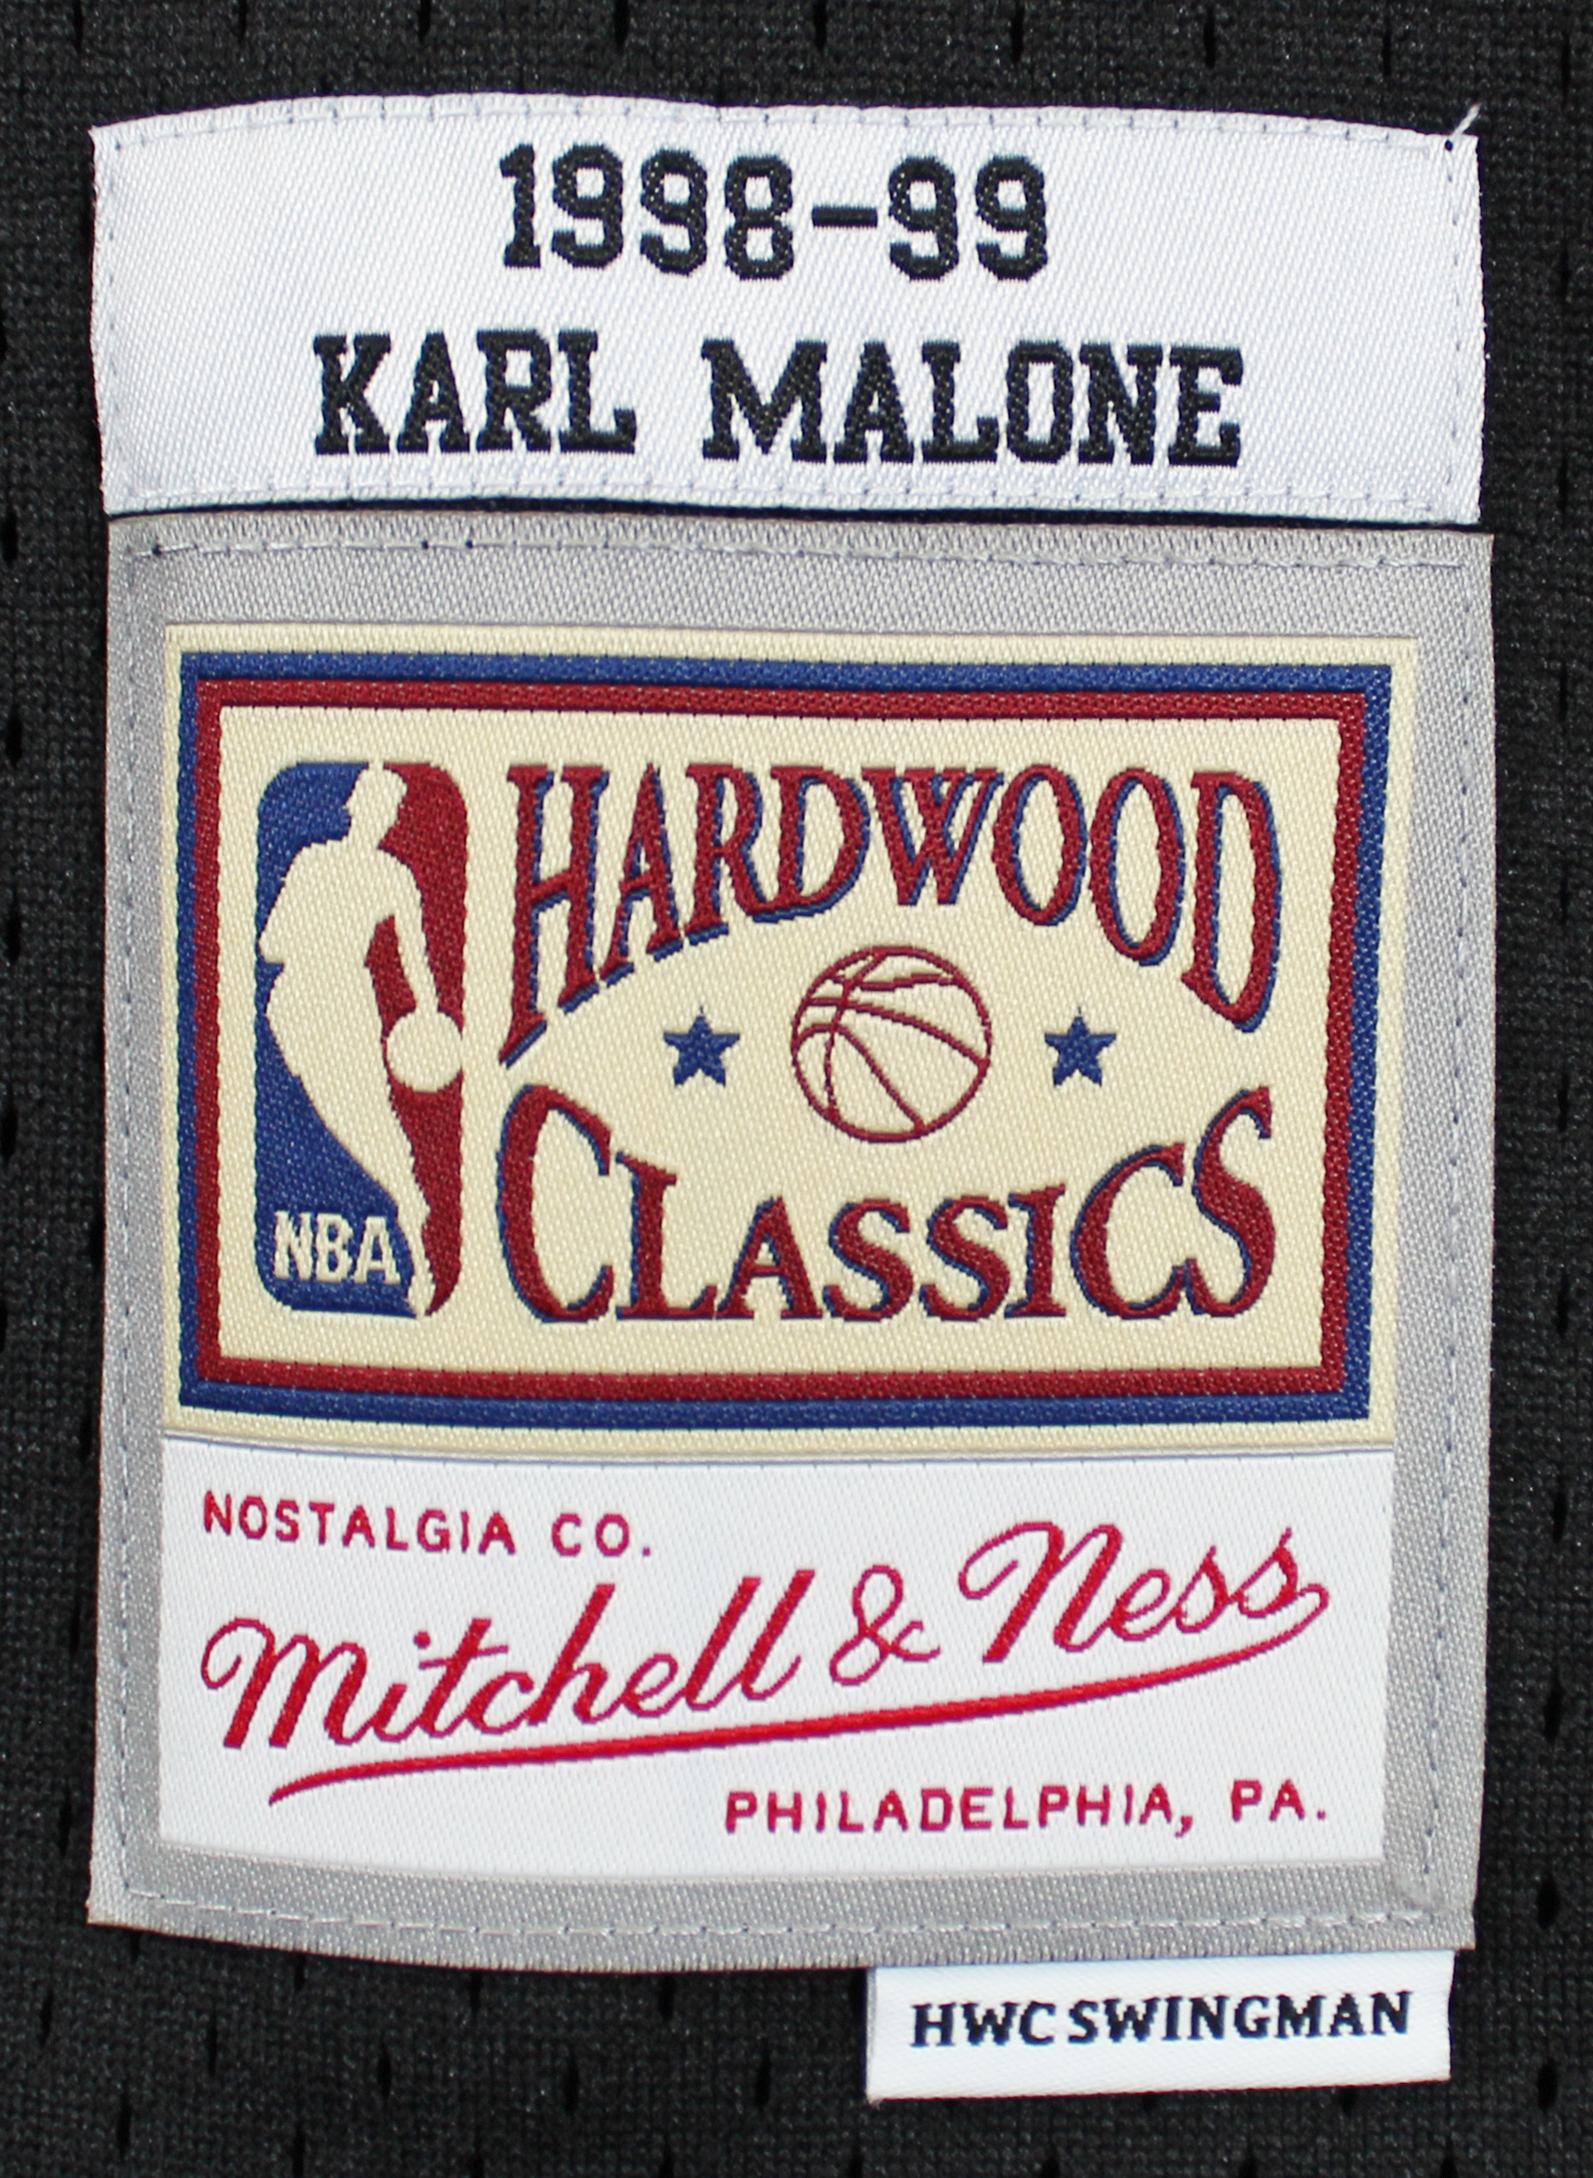 1998-99
KARL MALONE
HARDWOOD
CLASSICS
NBA
NOSTALGIA CO.
Mitchell & Ness
PHILADELPHIA, PA.
HWC SWINGMAN